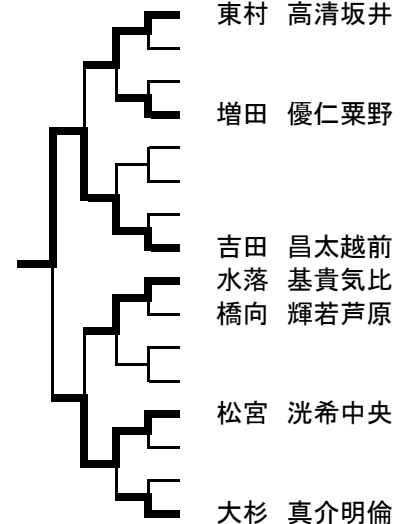 東村 高清坂井
増田 優仁粟野
吉田 昌太越前
水落 基貴気比
橋向 輝若芦原
松宮 洸希中央
大杉 真介明倫